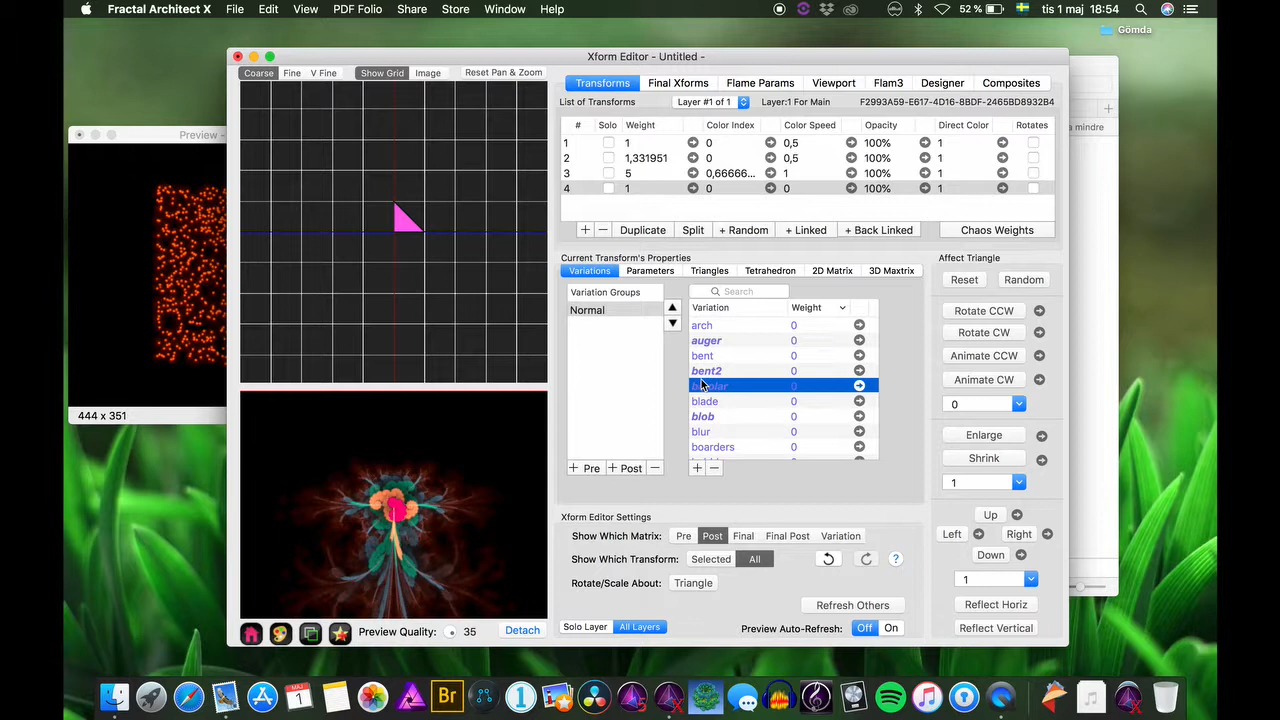 Fractal Architect X File Edit View PDF Folio Share Store Window Help 52 % tis 1 maj 18:54
Gömda
Xform Editor - Untitled -
Coarse Fine V Fine Show Grid Image Reset Pan & Zoom
Transforms Final Xforms Flame Params Viewport Flam3 Designer Composites
List of Transforms Layer #1 of 1 Layer:1 For Main F2993A59-E617-4D16-8BDF-2465BD8932B4
# Solo Weight Color Index Color Speed Opacity Direct Color Rotates
1 1 0 0,5 100% 1
2 1,331951 0 0,5 100% 1
3 5 0,66666... 1 100% 1
4 1 0 0 100% 1
+ − Duplicate Split + Random + Linked + Back Linked Chaos Weights
Preview -
a mindre
Current Transform's Properties Affect Triangle
Variations Parameters Triangles Tetrahedron 2D Matrix 3D Maxtrix
Reset Random
Variation Groups Search
Normal Variation Weight
arch 0
auger 0
bent 0
bent2 0
0
blade 0
blob 0
blur 0
boarders 0
+ Pre + Post − + −
Rotate CCW
Rotate CW
Animate CCW
Animate CW
0
Enlarge
Shrink
1
Up
Left Right
Down
1
Reflect Horiz
Reflect Vertical
444 x 351
Xform Editor Settings
Show Which Matrix: Pre Post Final Final Post Variation
Show Which Transform: Selected All ?
Rotate/Scale About: Triangle
Refresh Others
Solo Layer All Layers Preview Auto-Refresh: Off On
Preview Quality: 35 Detach
Br
1